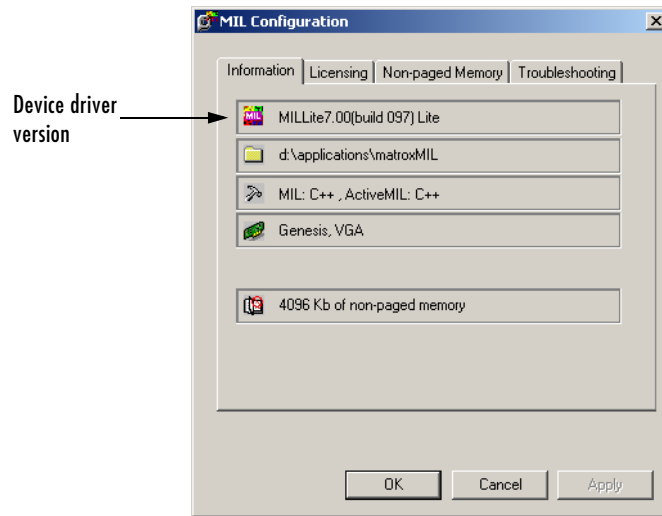 MIL Configuration
Information
Licensing
Non-paged Memory
Troubleshooting
Device driver
version
MIL
MILLite7.00(build 097) Lite
d:\applications\matroxMIL
MIL: C++ , ActiveMIL: C++
Genesis, VGA
4096 Kb of non-paged memory
OK
Cancel
Apply